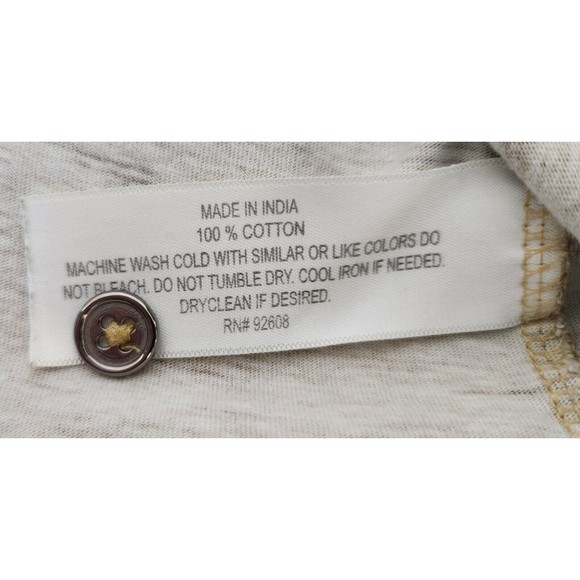 MADE IN INDIA
100 % COTTON
MACHINE WASH COLD WITH SIMILAR OR LIKE COLORS DO
NOT BLEACH. DO NOT TUMBLE DRY. COOL IRON IF NEEDED.
DRYCLEAN IF DESIRED.
RN# 92608